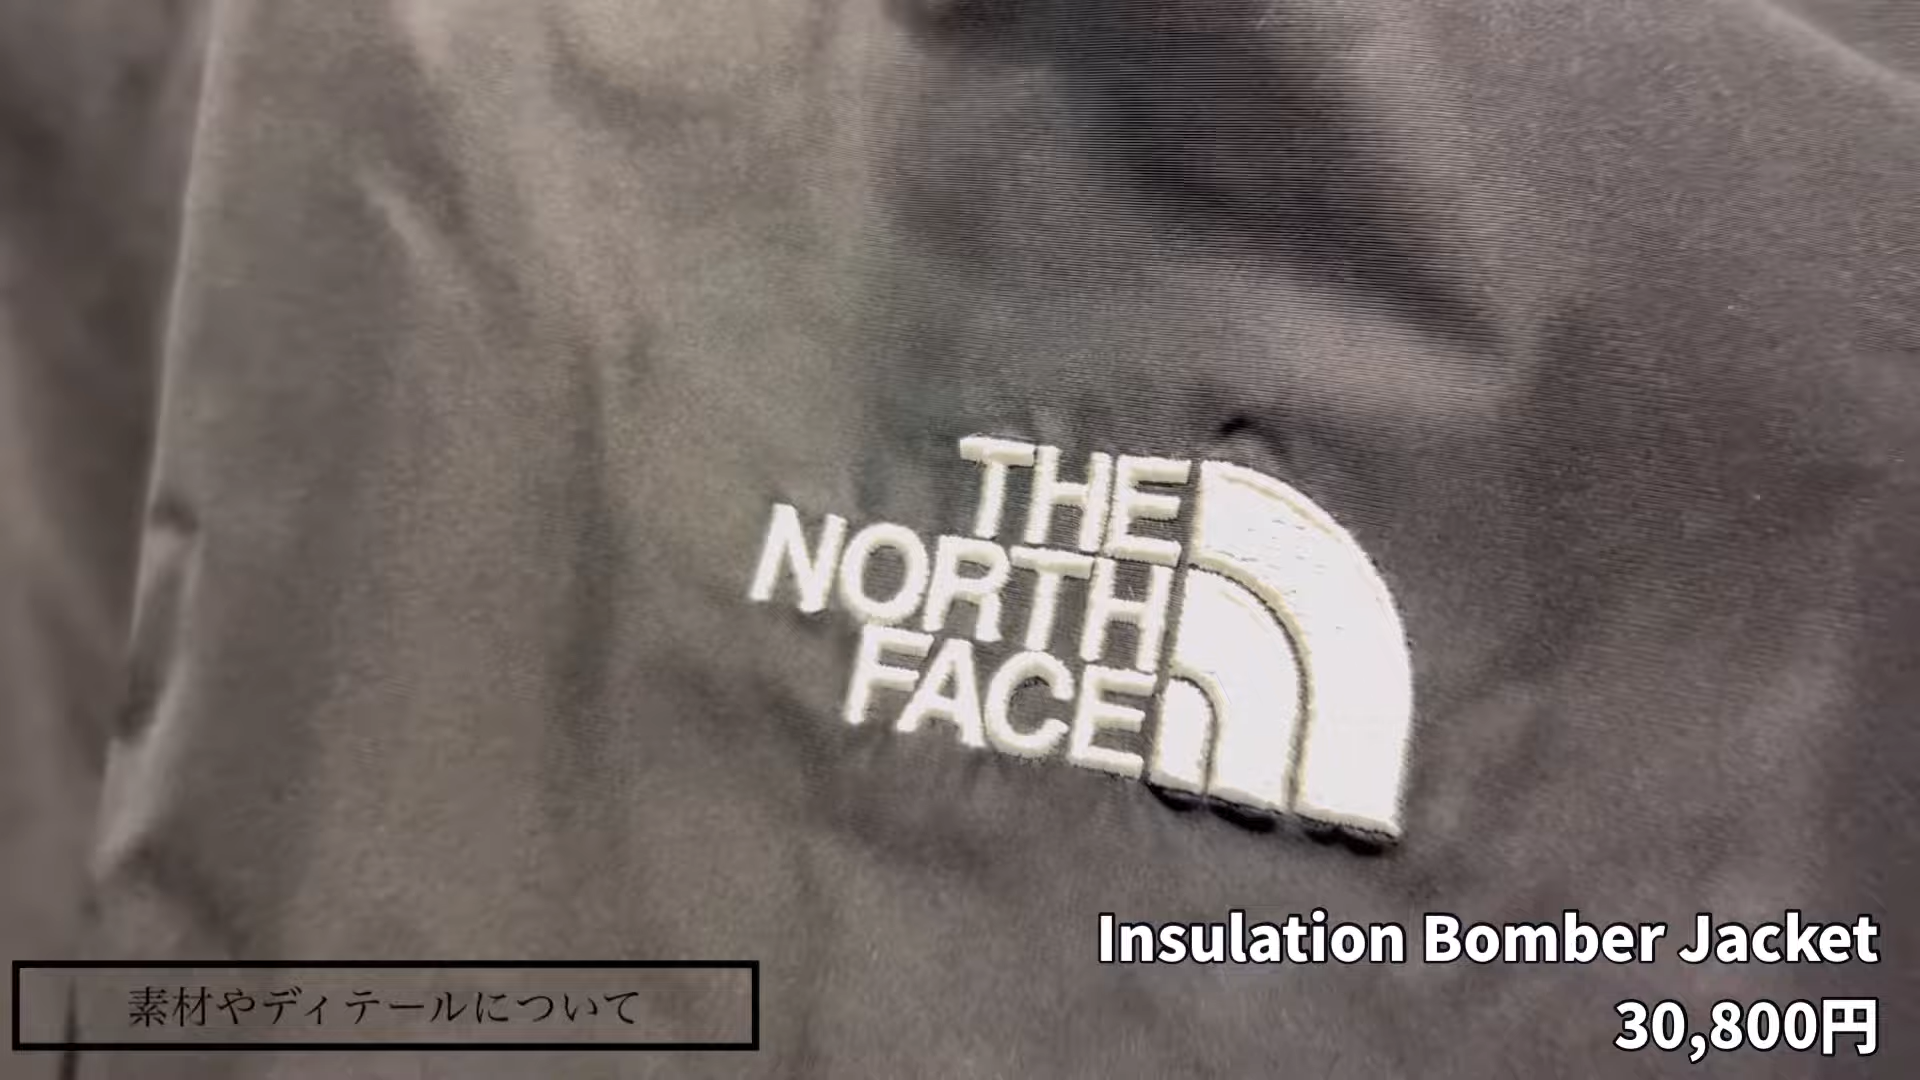 THE
NORTH
FACE
Insulation Bomber Jacket
30,800円
素材やディテールについて